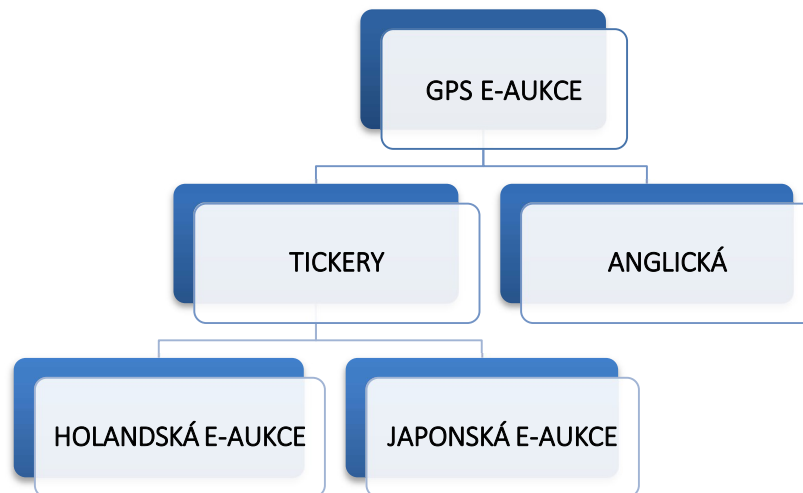 GPS E-AUKCE
TICKERY
ANGLICKÁ
HOLANDSKÁ E-AUKCE
JAPONSKÁ E-AUKCE